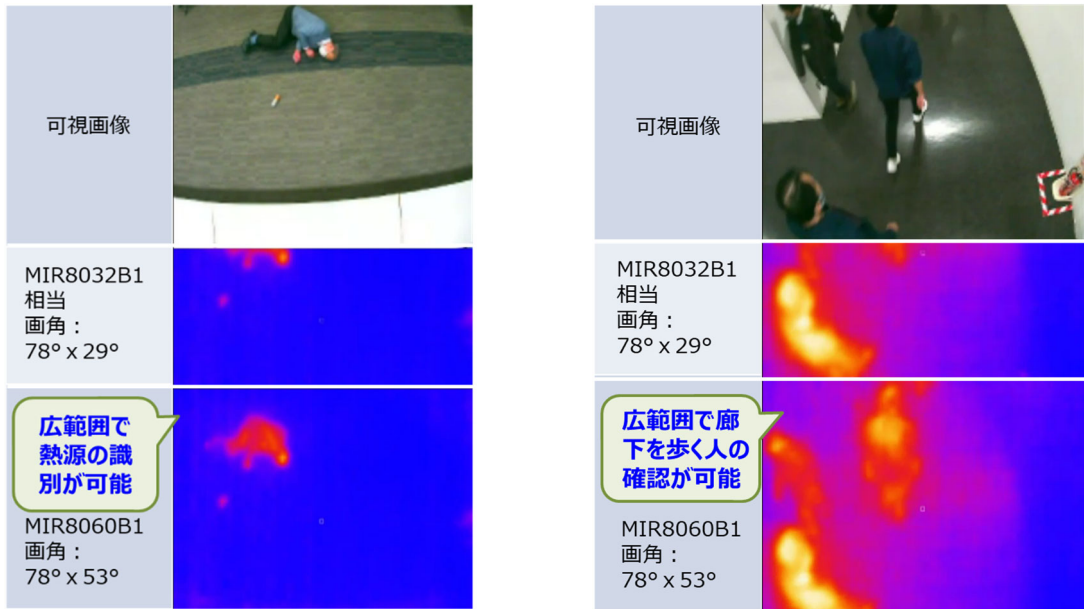 可視画像
MIR8032B1
相当
画角：
78° x 29°
広範囲で
熱源の識
別が可能
MIR8060B1
画角：
78° x 53°
可視画像
MIR8032B1
相当
画角：
78° x 29°
広範囲で廊
下を歩く人の
確認が可能
MIR8060B1
画角：
78° x 53°